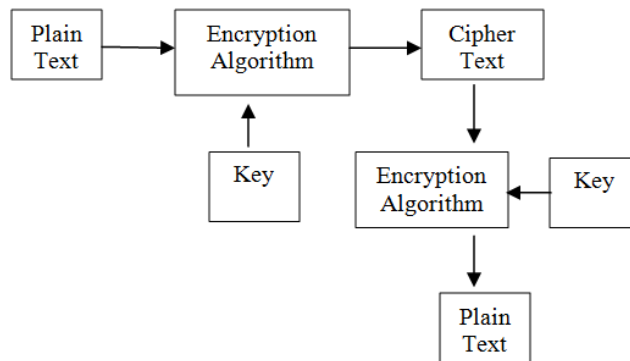 Plain
Text
Encryption
Algorithm
Cipher
Text
Key
Encryption
Algorithm
Key
Plain
Text